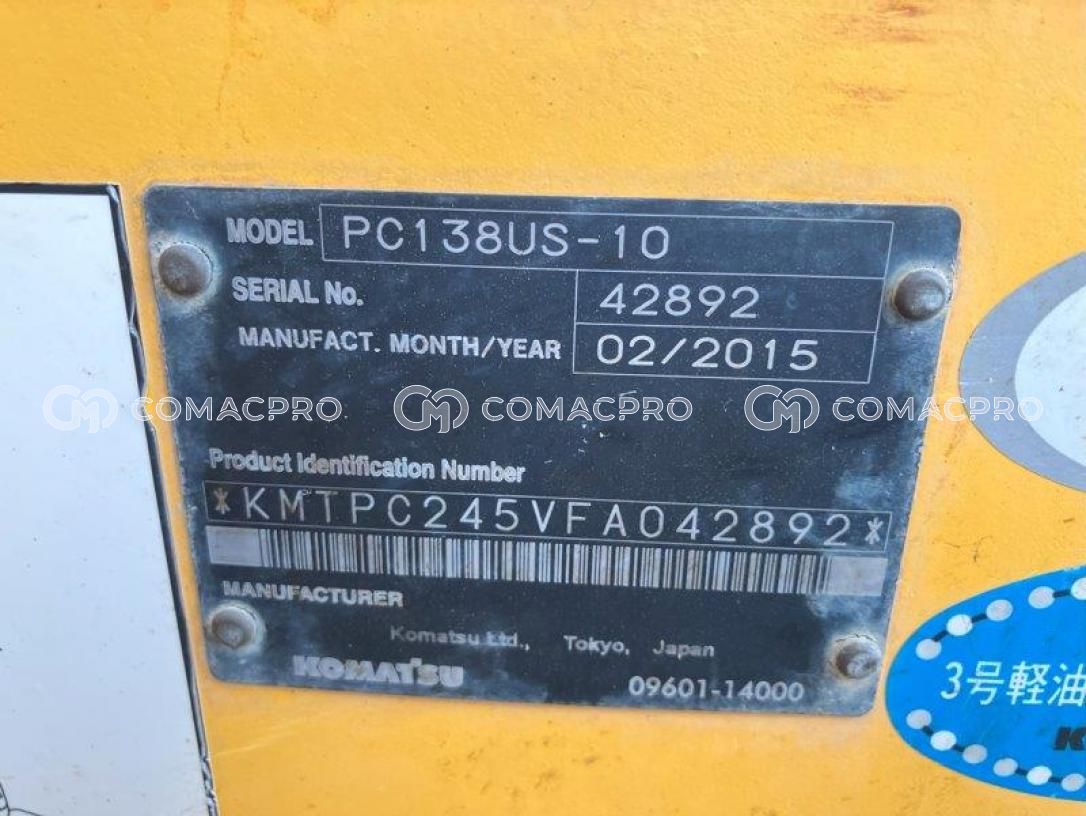 MODEL PC138US-10
SERIAL No. 42892
MANUFACT. MONTH/YEAR 02/2015
COMACPRO COMACPRO COMACPRO
Product Identification Number
*KMTPC245VFA042892*
MANUFACTURER
Komatsu Ltd., Tokyo, Japan
KOMATSU
09601-14000
3号軽油